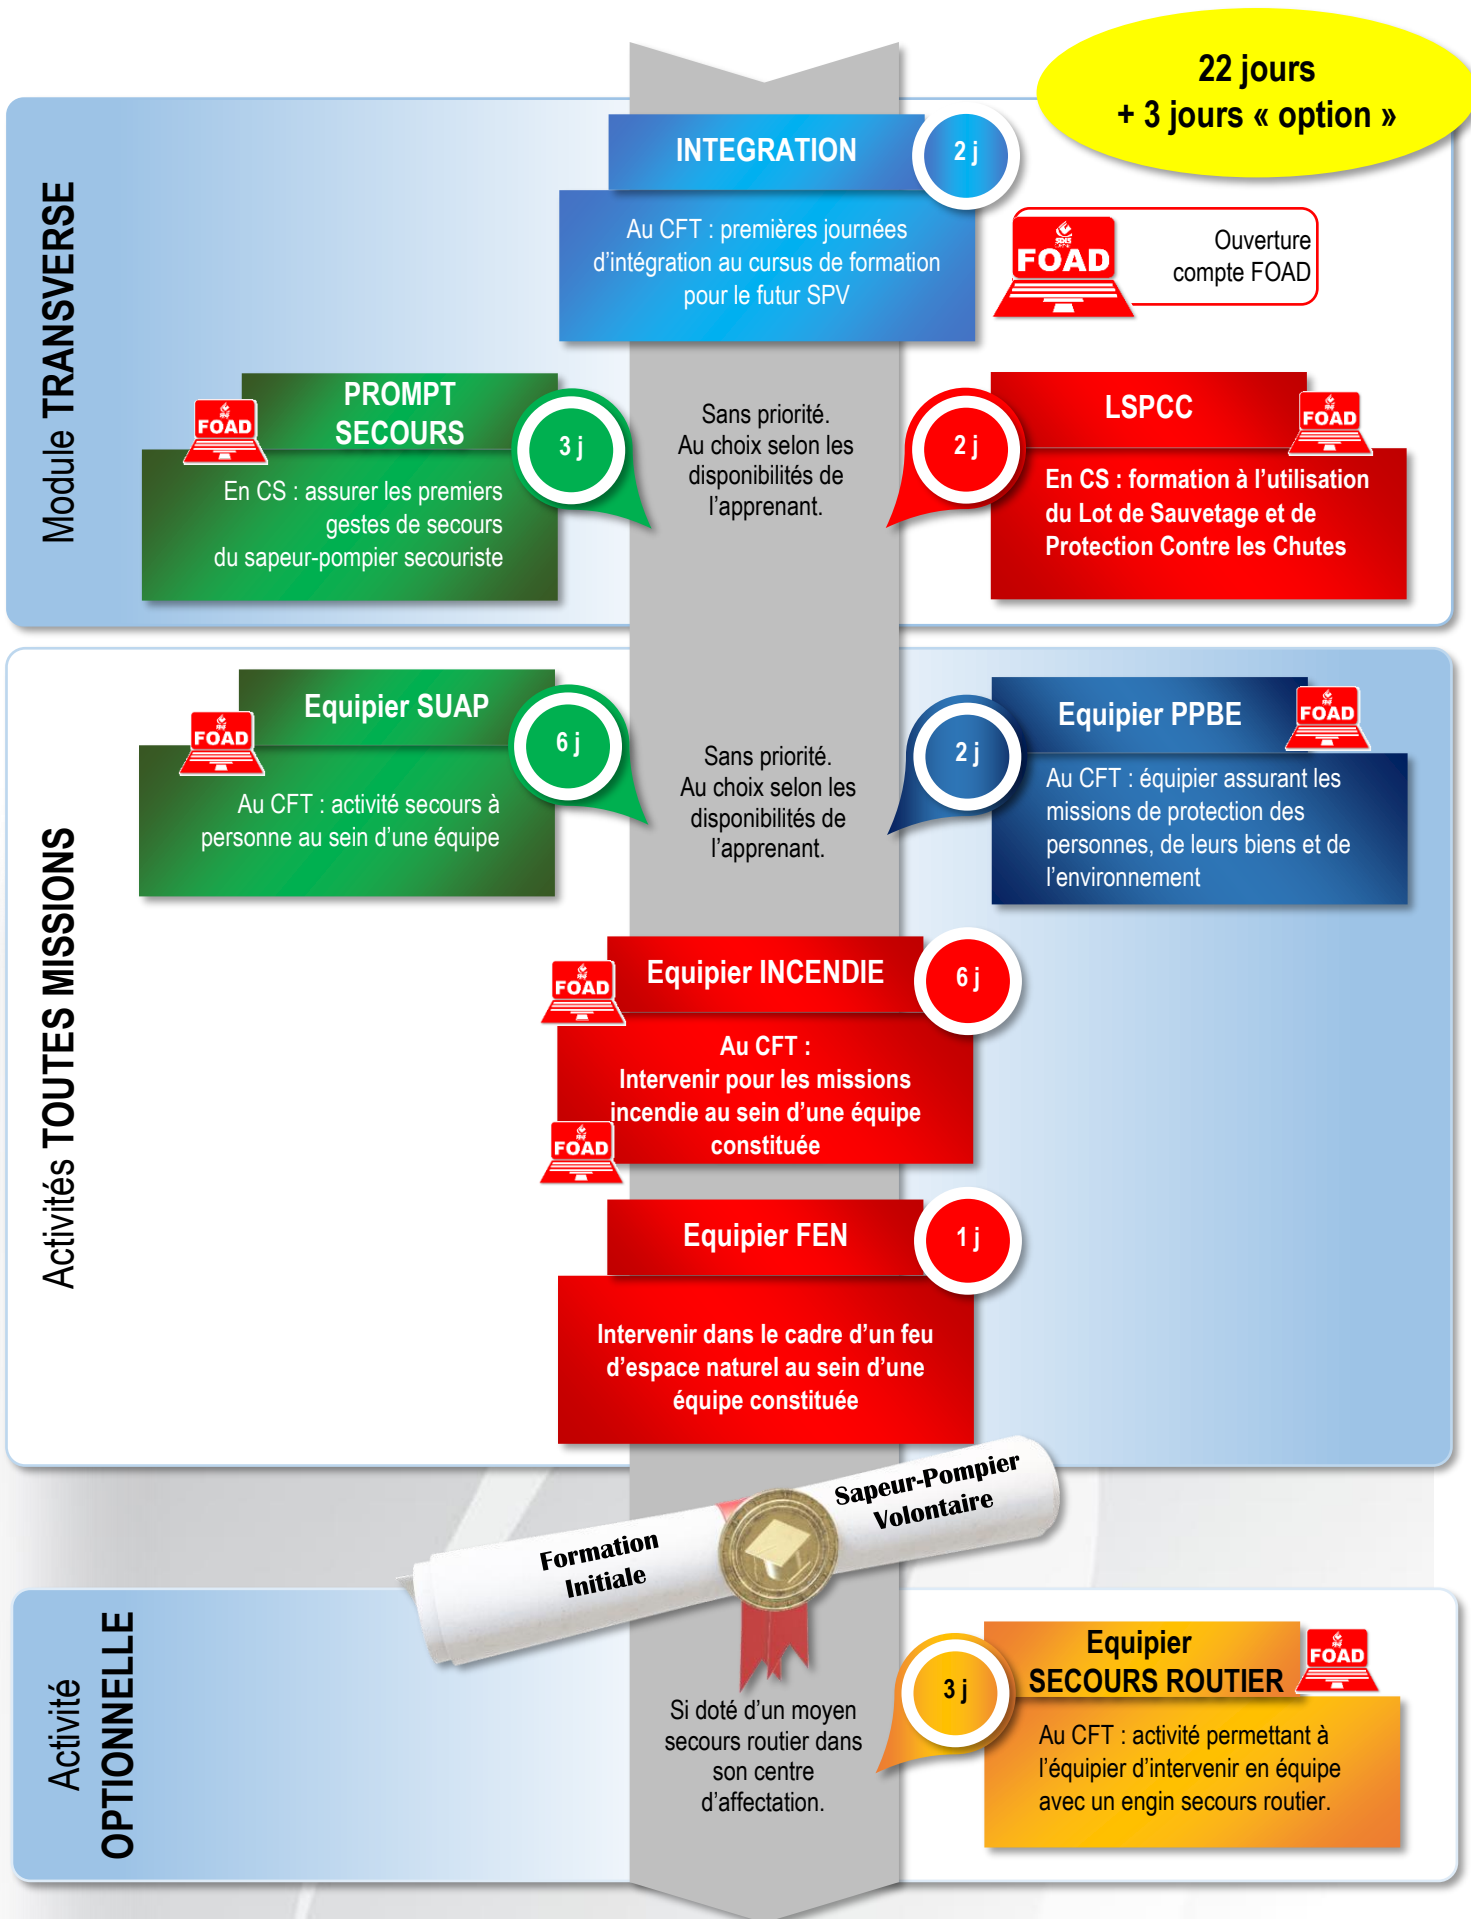 22 jours
+ 3 jours « option »
Module TRANSVERSE
INTEGRATION
2 j
Au CFT : premières journées
d’intégration au cursus de formation
pour le futur SPV
FOAD
Ouverture
compte FOAD
FOAD
PROMPT
SECOURS
3 j
En CS : assurer les premiers
gestes de secours
du sapeur-pompier secouriste
Sans priorité.
Au choix selon les
disponibilités de
l’apprenant.
2 j
LSPCC
FOAD
En CS : formation à l’utilisation
du Lot de Sauvetage et de
Protection Contre les Chutes
Activités TOUTES MISSIONS
FOAD
Equipier SUAP
6 j
Au CFT : activité secours à
personne au sein d’une équipe
Sans priorité.
Au choix selon les
disponibilités de
l’apprenant.
2 j
Equipier PPBE
FOAD
Au CFT : équipier assurant les
missions de protection des
personnes, de leurs biens et de
l’environnement
FOAD
Equipier INCENDIE
6 j
Au CFT :
Intervenir pour les missions
incendie au sein d’une équipe
constituée
FOAD
Equipier FEN
1 j
Intervenir dans le cadre d’un feu
d’espace naturel au sein d’une
équipe constituée
Formation
Initiale
Sapeur-Pompier
Volontaire
Activité
OPTIONNELLE
Si doté d’un moyen
secours routier dans
son centre
d’affectation.
3 j
Equipier
SECOURS ROUTIER
FOAD
Au CFT : activité permettant à
l’équipier d’intervenir en équipe
avec un engin secours routier.